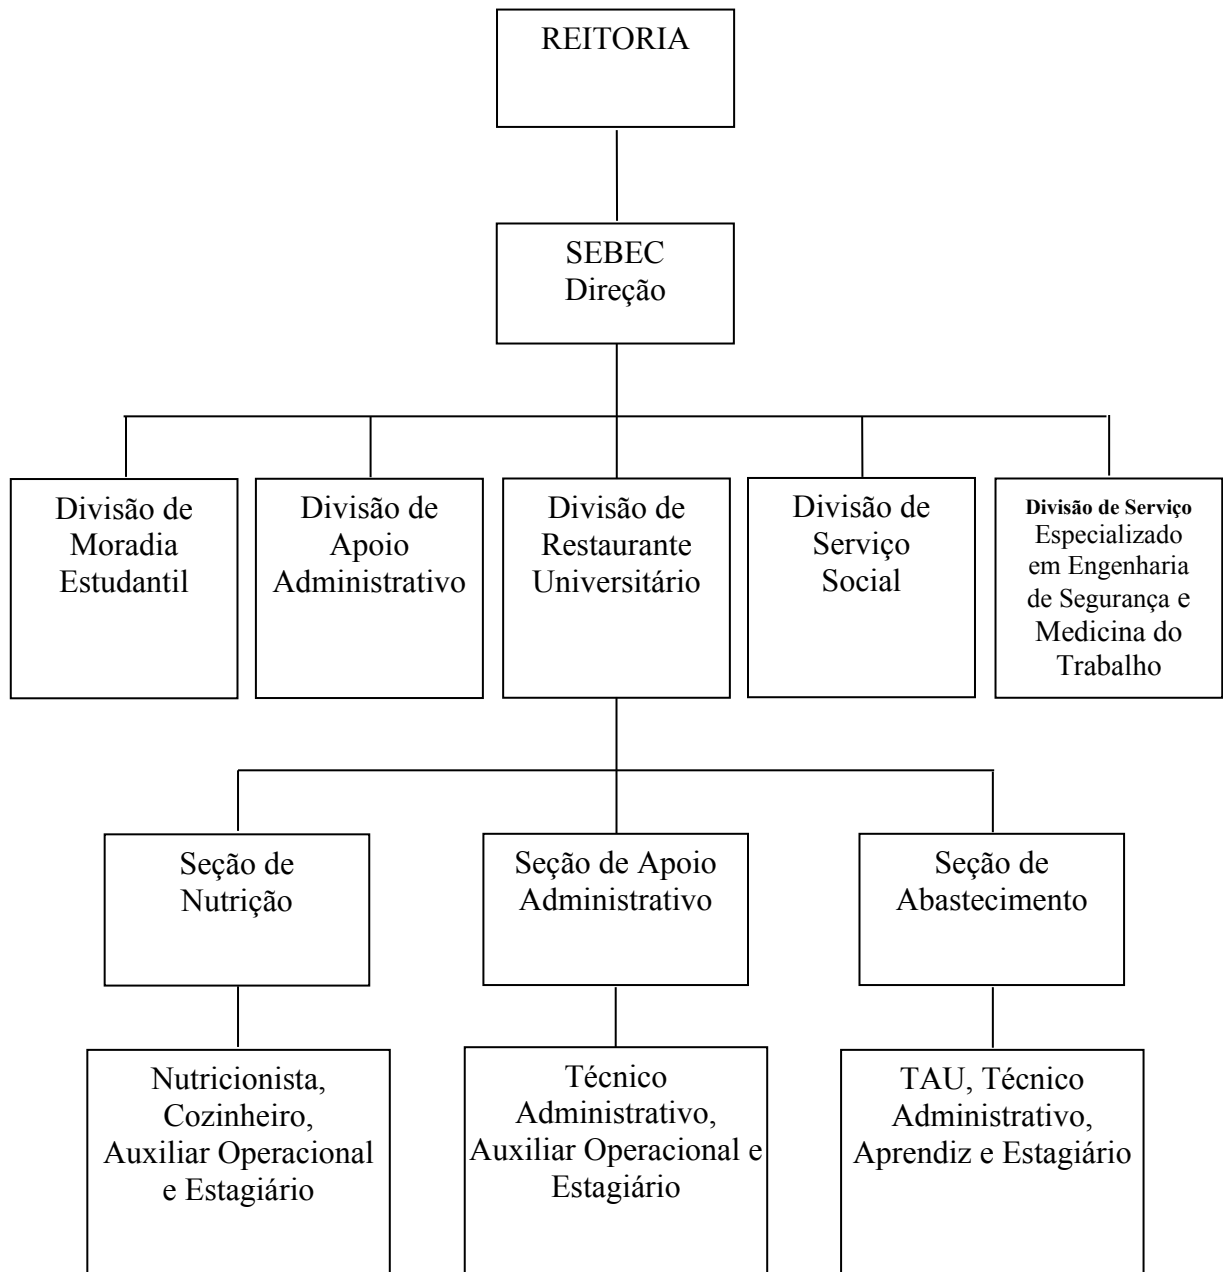 REITORIA
SEBEC
Direção
Divisão de
Moradia
Estudantil
Divisão de
Apoio
Administrativo
Divisão de
Restaurante
Universitário
Divisão de
Serviço
Social
Divisão de Serviço
Especializado
em Engenharia
de Segurança e
Medicina do
Trabalho
Seção de
Nutrição
Seção de Apoio
Administrativo
Seção de
Abastecimento
Nutricionista,
Cozinheiro,
Auxiliar Operacional
e Estagiário
Técnico
Administrativo,
Auxiliar Operacional e
Estagiário
TAU, Técnico
Administrativo,
Aprendiz e Estagiário